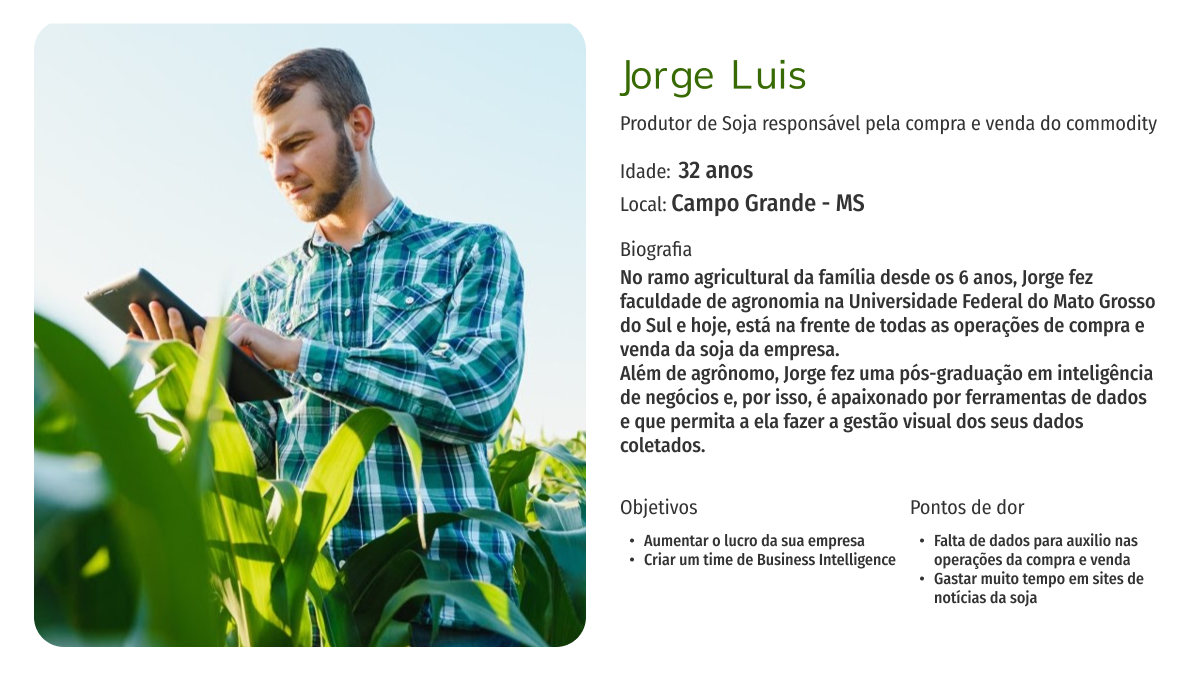 Jorge Luis
Produtor de Soja responsável pela compra e venda do commodity
Idade: 32 anos
Local: Campo Grande - MS
Biografia
No ramo agricultural da família desde os 6 anos, Jorge fez
faculdade de agronomia na Universidade Federal do Mato Grosso
do Sul e hoje, está na frente de todas as operações de compra e
venda da soja da empresa.
Além de agrônomo, Jorge fez uma pós-graduação em inteligência
de negócios e, por isso, é apaixonado por ferramentas de dados
e que permita a ela fazer a gestão visual dos seus dados
coletados.
Objetivos
• Aumentar o lucro da sua empresa
• Criar um time de Business Intelligence
Pontos de dor
• Falta de dados para auxilio nas
operações da compra e venda
• Gastar muito tempo em sites de
notícias da soja